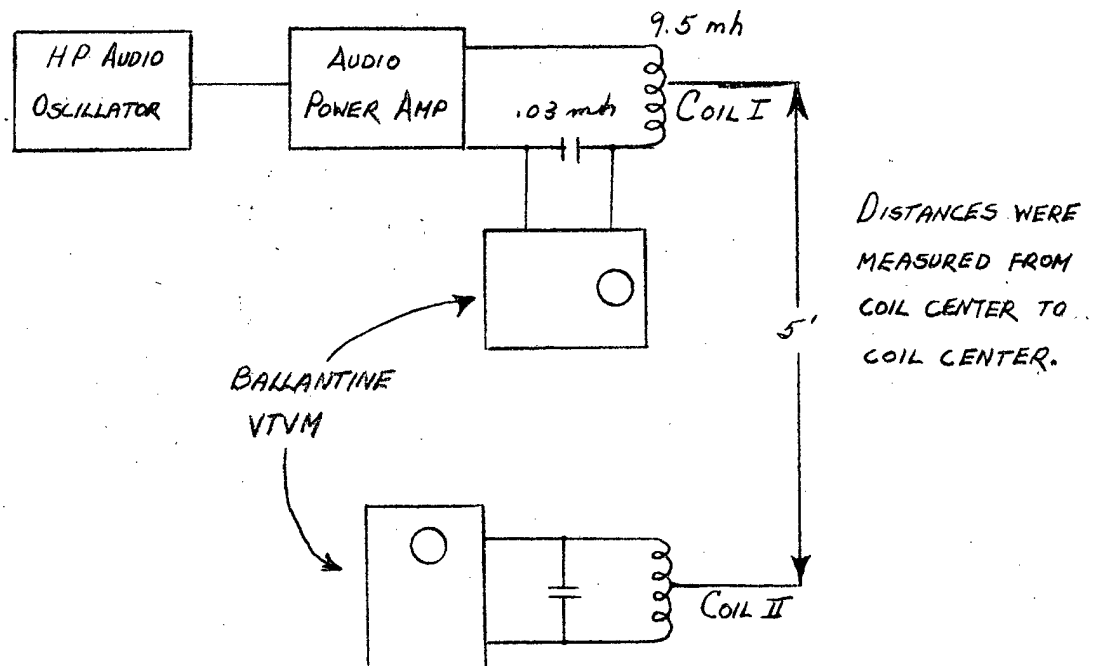 HP AUDIO
OSCILLATOR
AUDIO
POWER AMP
9.5 mh
.03 mh
COIL I
DISTANCES WERE
MEASURED FROM
COIL CENTER TO
COIL CENTER.
5'
BALLANTINE
VTVM
COIL II